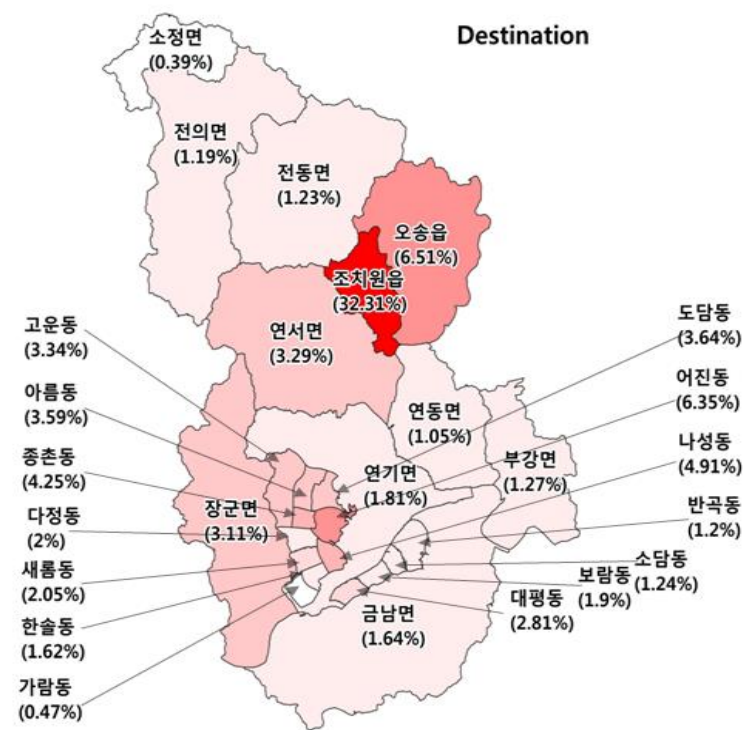 Destination
소정면
(0.39%)
전의면
(1.19%)
전동면
(1.23%)
오송읍
(6.51%)
조치원읍
(32.31%)
연서면
(3.29%)
고운동
(3.34%)
아름동
(3.59%)
종촌동
(4.25%)
다정동
(2%)
새롬동
(2.05%)
한솔동
(1.62%)
가람동
(0.47%)
장군면
(3.11%)
연기면
(1.81%)
연동면
(1.05%)
부강면
(1.27%)
금남면
(1.64%)
도담동
(3.64%)
어진동
(6.35%)
나성동
(4.91%)
반곡동
(1.2%)
소담동
(1.24%)
보람동
(1.9%)
대평동
(2.81%)